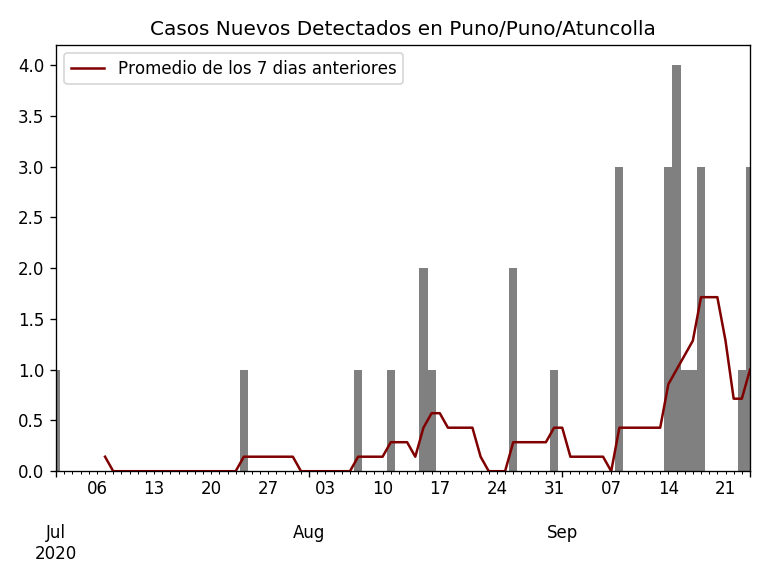 Casos Nuevos Detectados en Puno/Puno/Atuncolla
Promedio de los 7 dias anteriores
4.0
3.5
3.0
2.5
2.0
1.5
1.0
0.5
0.0
06 13 20 27 03 10 17 24 31 07 14 21
Jul Aug Sep
2020